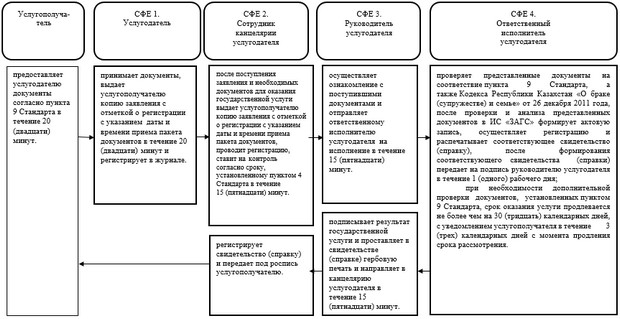 Услугополуча-
тель
СФЕ 1.
Услугодатель
СФЕ 2.
Сотрудник
канцелярии
услугодателя
СФЕ 3.
Руководитель
услугодателя
СФЕ 4.
Ответственный
исполнитель
услугодателя
предоставляет
услугодателю
документы
согласно пункта
9 Стандарта в
течение 20
(двадцати)
минут.
принимает документы,
выдает
услугополучателю
копию заявления с
отметкой о регистрации
с указанием даты и
времени приема пакета
документов в течение 20
(двадцати) минут и
регистрирует в журнале.
после поступления
заявления и необходимых
документов для оказания
государственной услуги
выдает услугополучателю
копию заявления с отметкой
о регистрации с указанием
даты и времени приема
пакета документов,
проводит регистрацию,
ставит на контроль
согласно сроку,
установленному пунктом 4
Стандарта в течение
15 (пятнадцати) минут.
осуществляет
ознакомление с
поступившими
документами и
отправляет
ответственному
исполнителю
услугодателя на
исполнение в течение
15 (пятнадцати)
минут.
проверяет представленные документы на
соответствие пункта 9 Стандарта, а
также Кодекса Республики Казахстан «О браке
(супружестве) и семье» от 26 декабря 2011 года,
после проверки и анализа представленных
документов в ИС «ЗАГС» формирует актовую
запись, осуществляет регистрацию и
распечатывает соответствующее свидетельство
(справку), после формирования
соответствующего свидетельства (справки)
передает на подпись руководителю услугодателя
в течение 1 (одного) рабочего дня;
при необходимости дополнительной
проверки документов, установленных пунктом
9 Стандарта, срок оказания услуги продлевается
не более чем на 30 (тридцать) календарных дней,
с уведомлением услугополучателя в течение 3
(трех) календарных дней с момента продления
срока рассмотрения.
регистрирует
свидетельство (справку)
и передает под роспись
услугополучателю.
подписывает результат
государственной
услуги и проставляет в
свидетельстве
(справке) гербовую
печать и направляет в
канцелярию
услугодателя в
течение 15
(пятнадцати) минут.